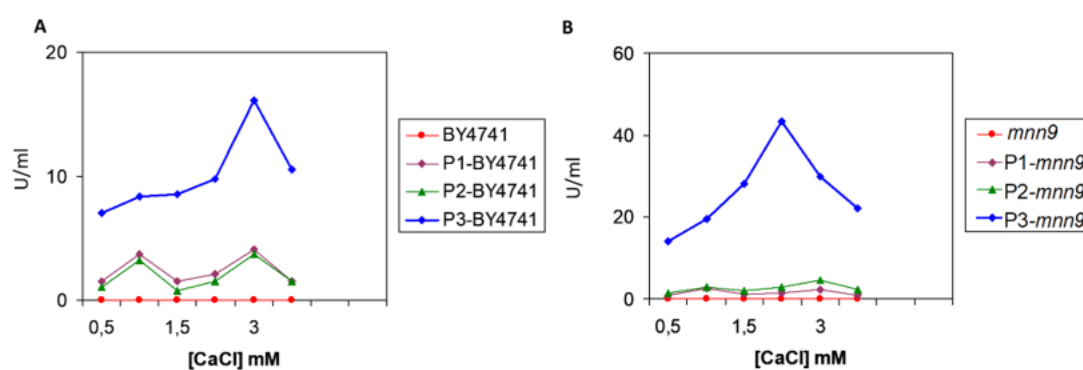 A
20
10
0
U/ml
0,5
1,5
3
[CaCl] mM
BY4741
P1-BY4741
P2-BY4741
P3-BY4741
B
60
40
20
0
U/ml
0,5
1,5
3
[CaCl] mM
mnn9
P1-mnn9
P2-mnn9
P3-mnn9